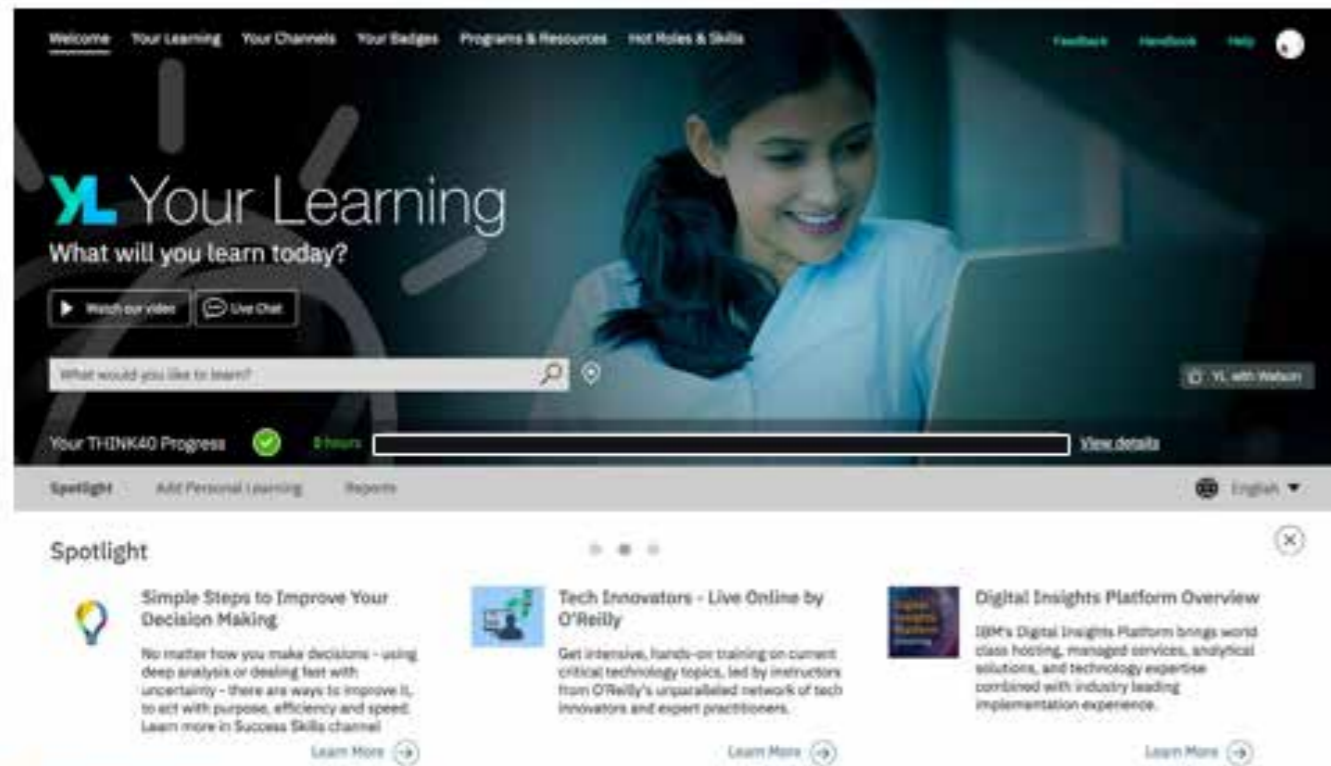 Welcome Your Learning Your Channels Your Badges Programs & Resources Hot Roles & Skills Feedback Handbook Help
YL Your Learning
What will you learn today?
Watch our video Live Chat
What would you like to learn?
YL with Watson
Your THINK40 Progress 0 hours View details
Spotlight Add Personal Learning Reports English
Spotlight
Simple Steps to Improve Your
Decision Making
No matter how you make decisions - using
deep analysis or dealing fast with
uncertainty - there are ways to improve it,
to act with purpose, efficiency and speed.
Learn more in Success Skills channel
Learn More
Tech Innovators - Live Online by
O'Reilly
Get intensive, hands-on training on current
critical technology topics, led by instructors
from O'Reilly's unparalleled network of tech
innovators and expert practitioners.
Learn More
Digital
Insights
Platform
Digital Insights Platform Overview
IBM's Digital Insights Platform brings world
class hosting, managed services, analytical
solutions, and technology expertise
combined with industry leading
implementation experience.
Learn More